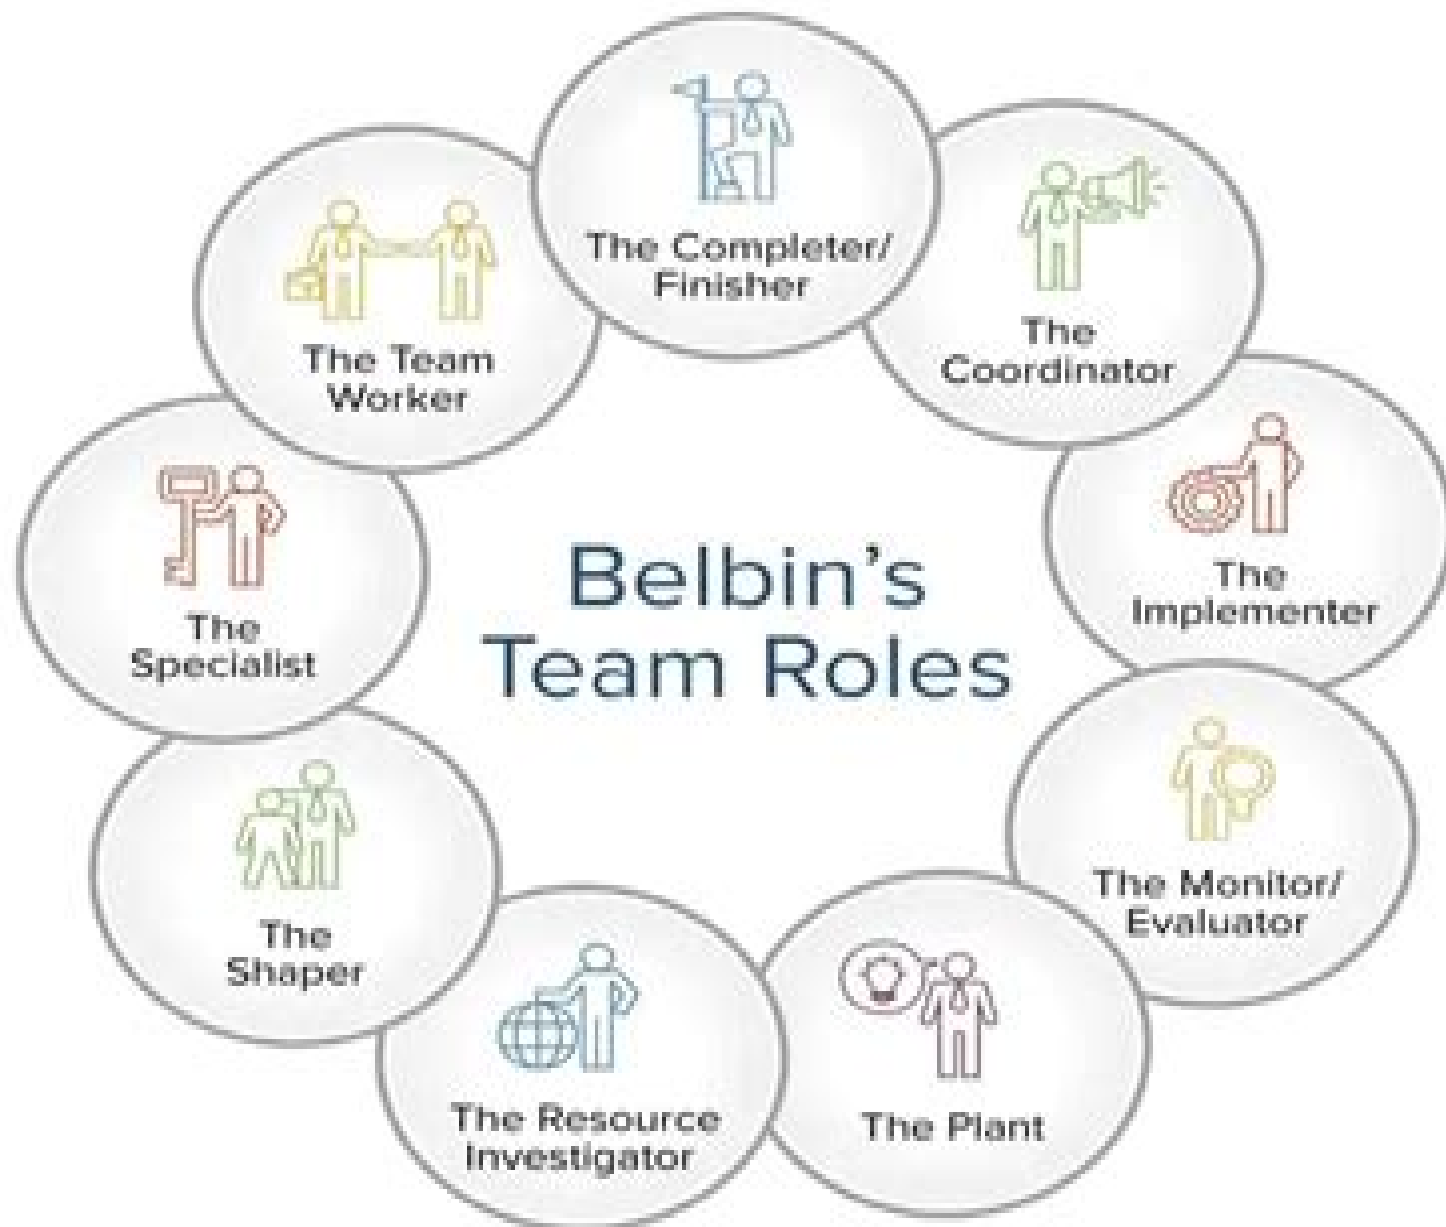 The Completer/
Finisher
The
Coordinator
The
Implementer
The Monitor/
Evaluator
The Plant
The Resource
Investigator
The
Shaper
The
Specialist
The Team
Worker
Belbin's
Team Roles